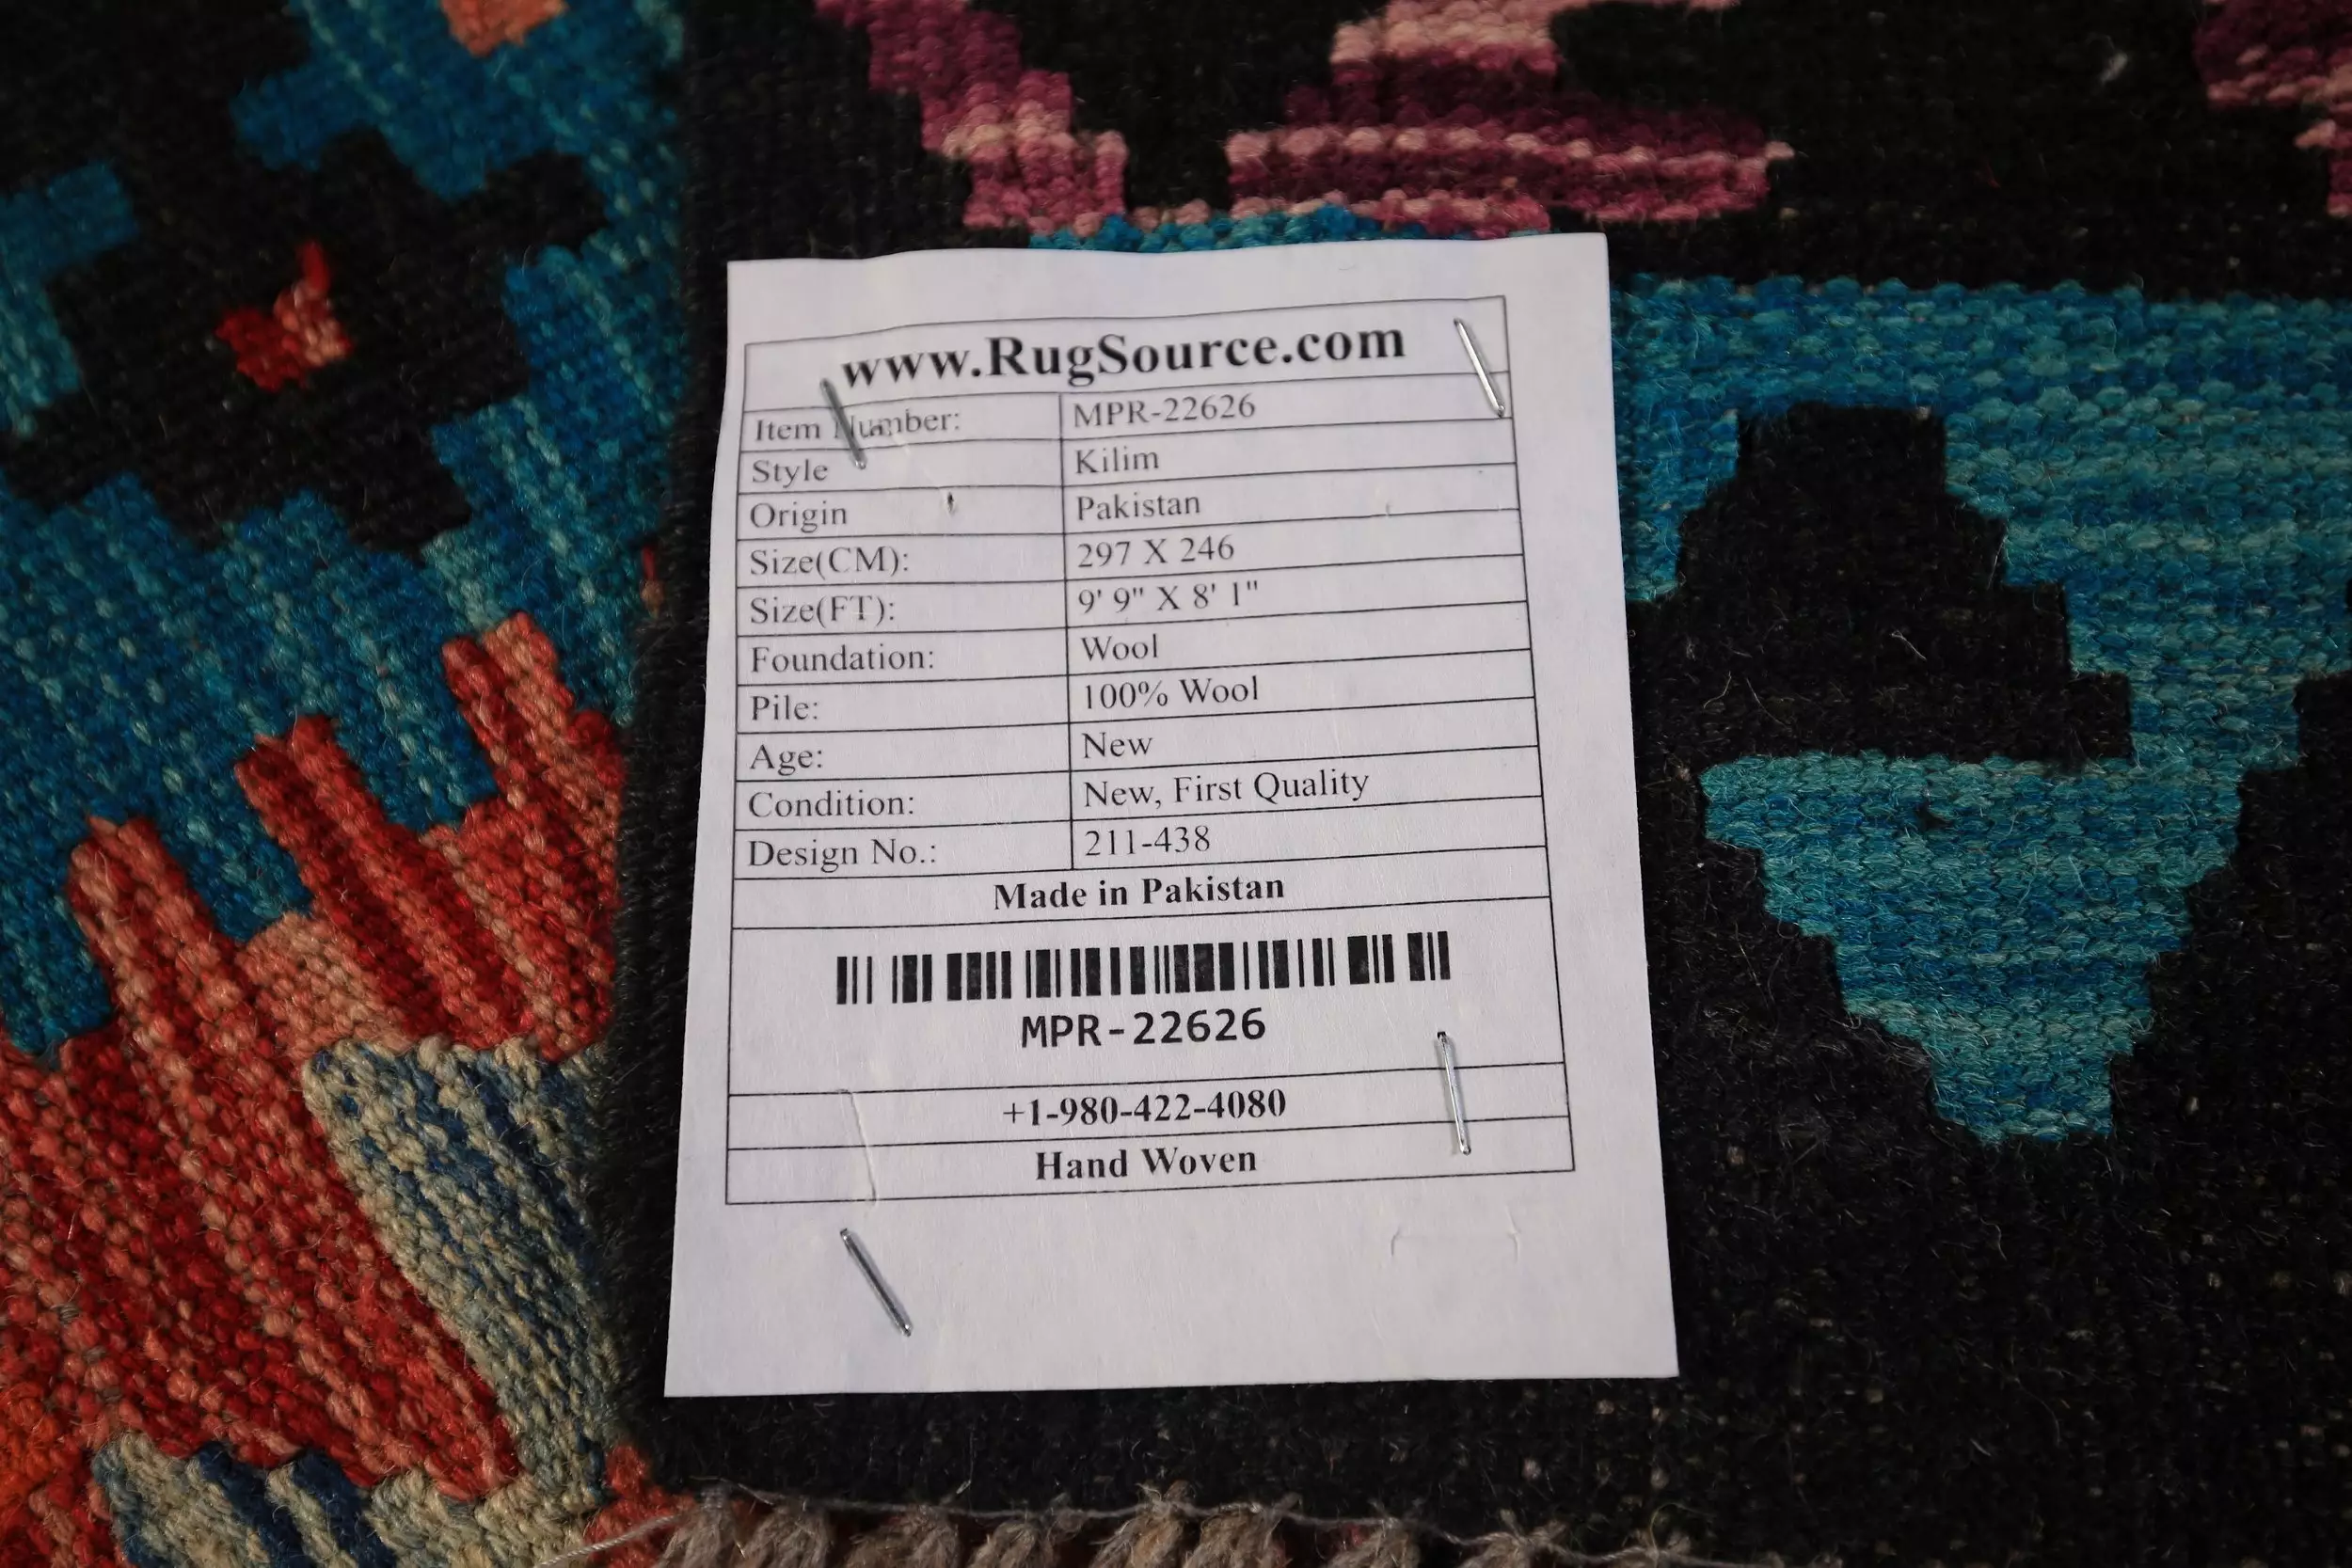 www.RugSource.com
Item Number: MPR-22626
Style Kilim
Origin Pakistan
Size(CM): 297 X 246
Size(FT): 9' 9" X 8' 1"
Foundation: Wool
Pile: 100% Wool
Age: New
Condition: New, First Quality
Design No.: 211-438
Made in Pakistan
MPR-22626
+1-980-422-4080
Hand Woven